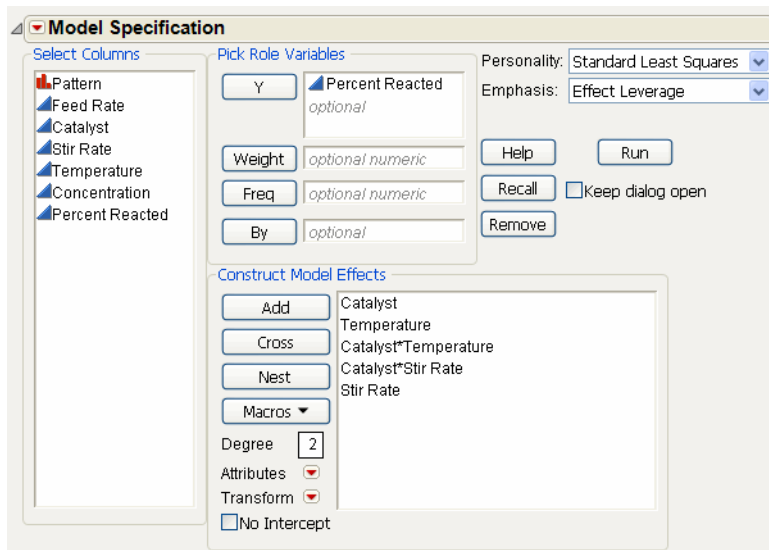 Model Specification
Select Columns
Pattern
Feed Rate
Catalyst
Stir Rate
Temperature
Concentration
Percent Reacted
Pick Role Variables
Y
Percent Reacted
optional
Weight
optional numeric
Freq
optional numeric
By
optional
Personality: Standard Least Squares
Emphasis: Effect Leverage
Help
Run
Recall
Keep dialog open
Remove
Construct Model Effects
Add
Cross
Nest
Macros
Degree 2
Attributes
Transform
No Intercept
Catalyst
Temperature
Catalyst*Temperature
Catalyst*Stir Rate
Stir Rate